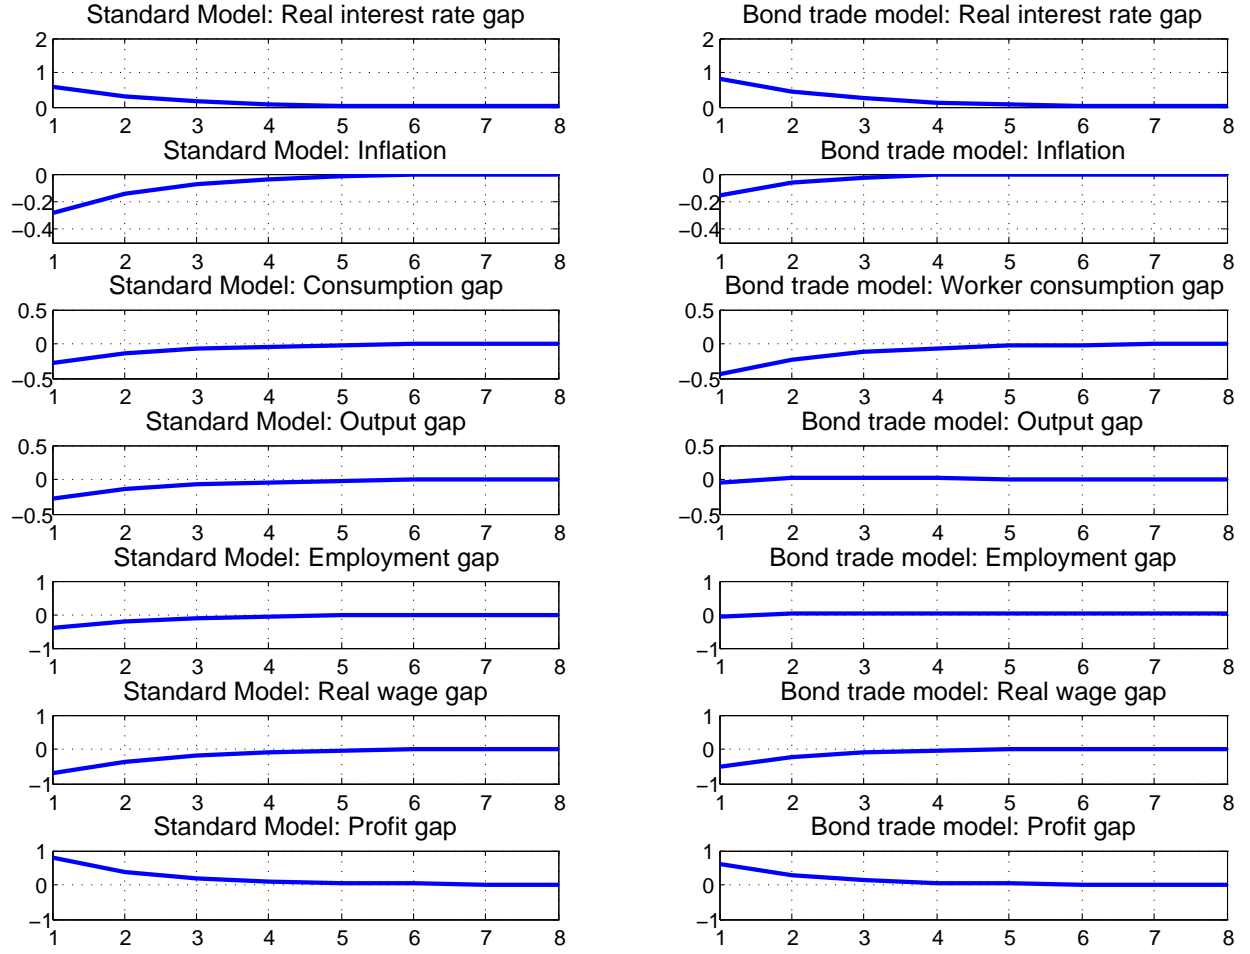 Standard Model: Real interest rate gap
2
1
0
1 2 3 4 5 6 7 8
Standard Model: Inflation
0
−0.2
−0.4
1 2 3 4 5 6 7 8
Standard Model: Consumption gap
0.5
0
−0.5
1 2 3 4 5 6 7 8
Standard Model: Output gap
0.5
0
−0.5
1 2 3 4 5 6 7 8
Standard Model: Employment gap
1
0
−1
1 2 3 4 5 6 7 8
Standard Model: Real wage gap
1
0
−1
1 2 3 4 5 6 7 8
Standard Model: Profit gap
1
0
−1
1 2 3 4 5 6 7 8
Bond trade model: Real interest rate gap
2
1
0
1 2 3 4 5 6 7 8
Bond trade model: Inflation
0
−0.2
−0.4
1 2 3 4 5 6 7 8
Bond trade model: Worker consumption gap
0.5
0
−0.5
1 2 3 4 5 6 7 8
Bond trade model: Output gap
0.5
0
−0.5
1 2 3 4 5 6 7 8
Bond trade model: Employment gap
1
0
−1
1 2 3 4 5 6 7 8
Bond trade model: Real wage gap
1
0
−1
1 2 3 4 5 6 7 8
Bond trade model: Profit gap
1
0
−1
1 2 3 4 5 6 7 8